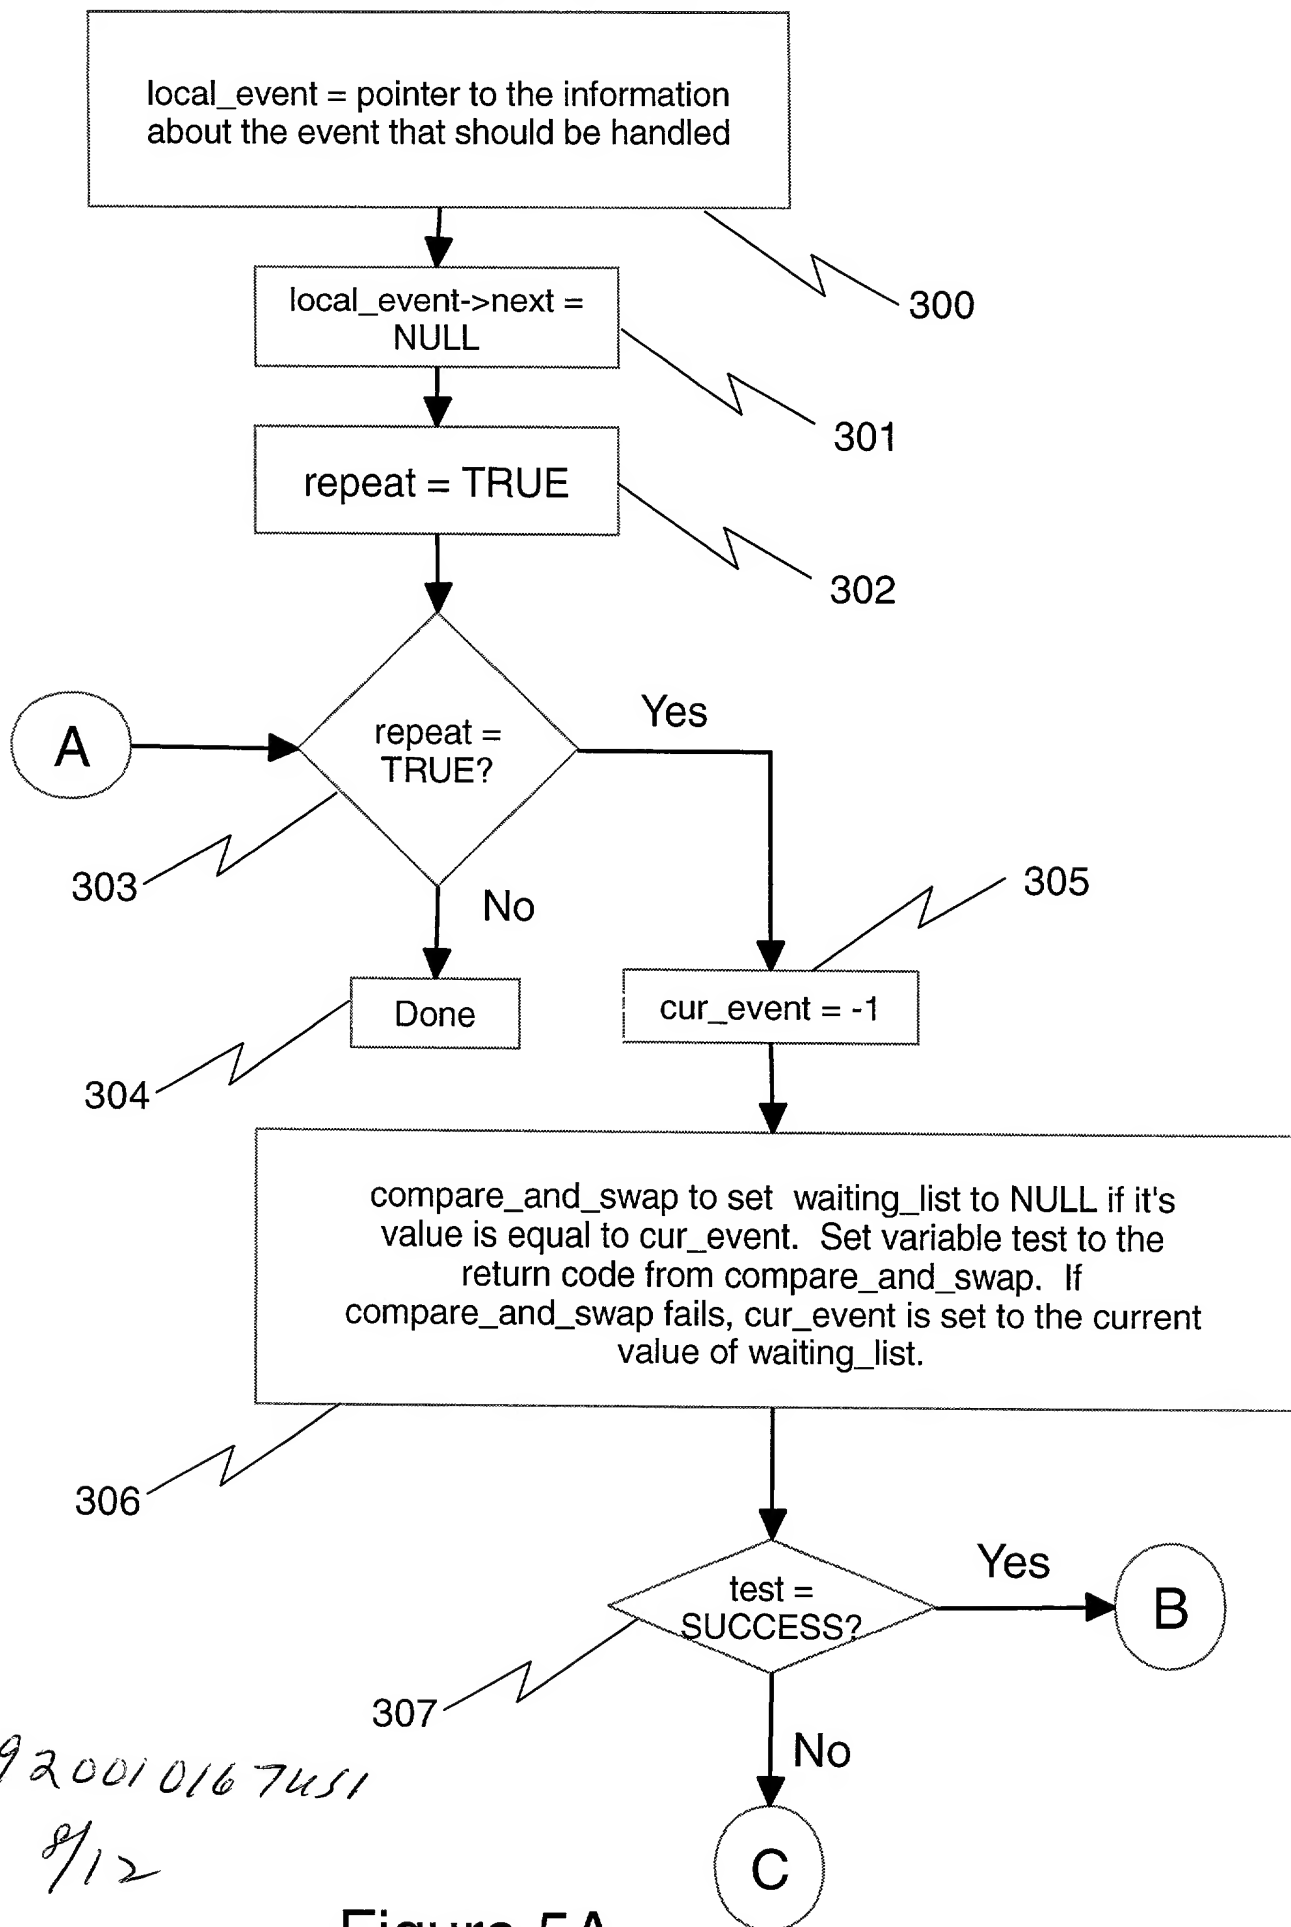 local_event = pointer to the information
about the event that should be handled
300
local_event->next =
NULL
301
repeat = TRUE
302
A
repeat =
TRUE?
Yes
303
No
305
Done
cur_event = -1
304
compare_and_swap to set waiting_list to NULL if it's
value is equal to cur_event. Set variable test to the
return code from compare_and_swap. If
compare_and_swap fails, cur_event is set to the current
value of waiting_list.
306
test =
SUCCESS?
Yes
B
307
No
920010167US1
8/12
C
Figure 5A